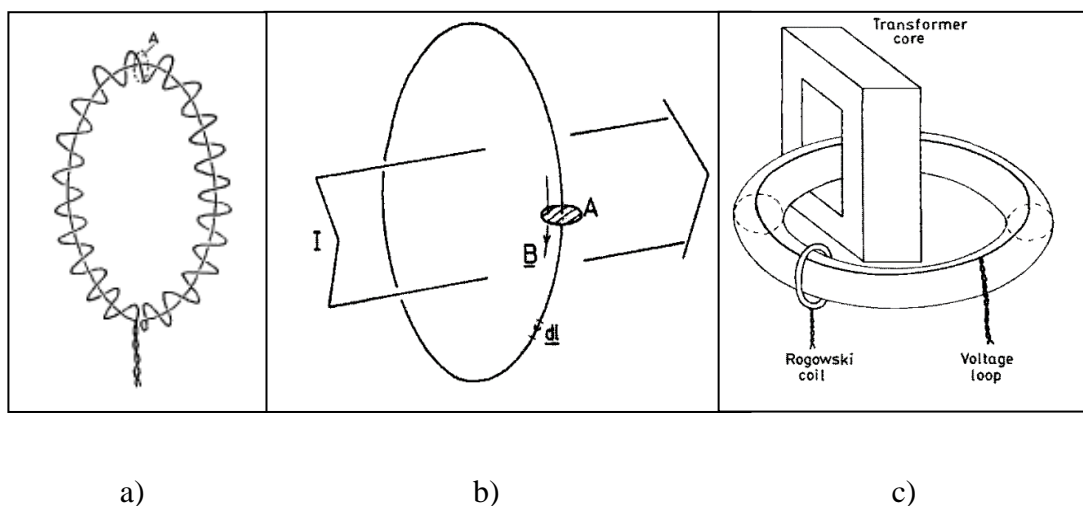 A
I
A
B
dl
Transformer
core
Rogowski
coil
Voltage
loop
a)
b)
c)